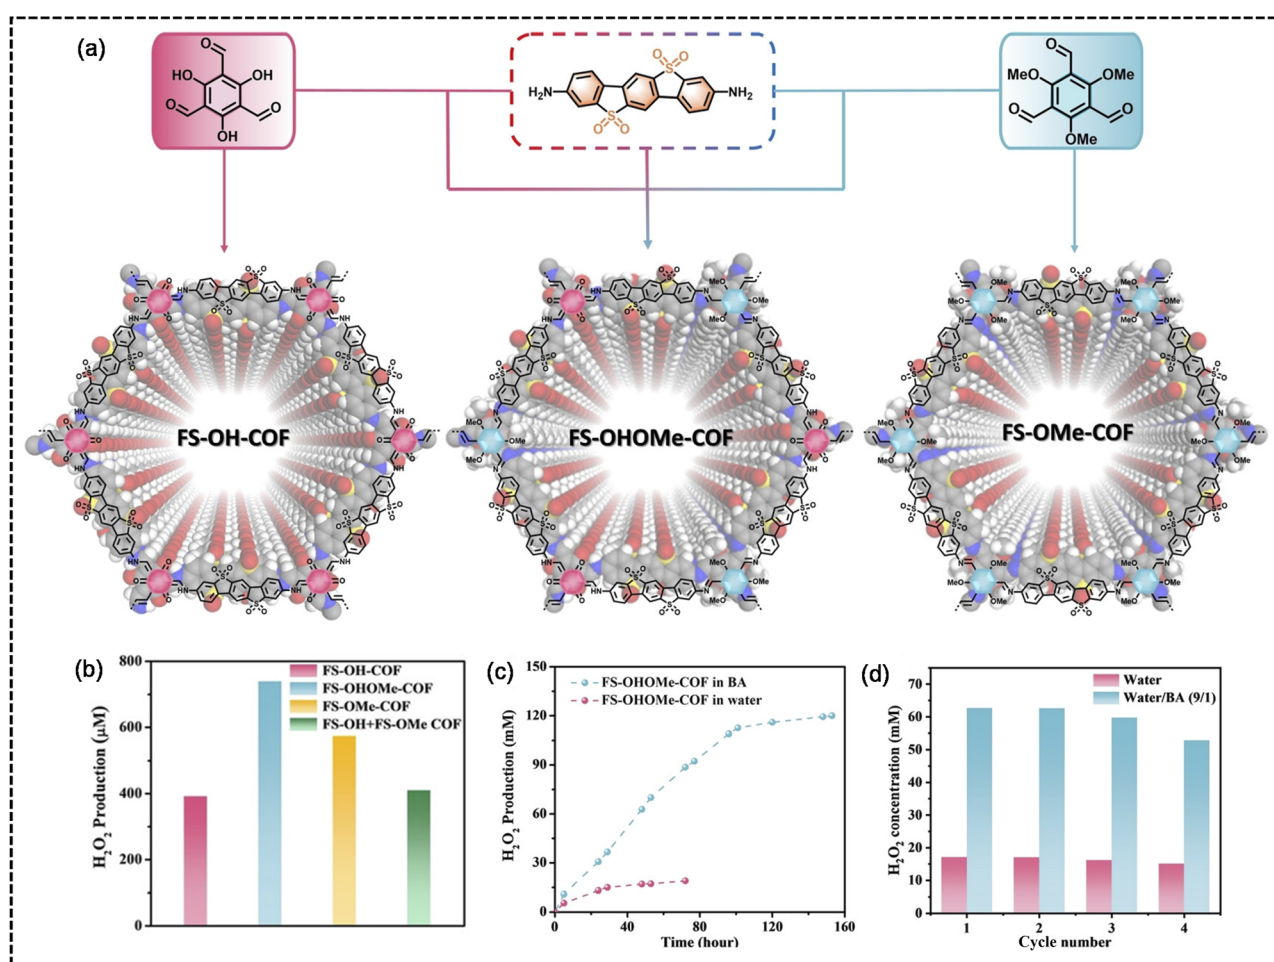 (a)
O
HO
OH
O
O
OH
O O
S
H₂N
NH₂
S
O O
O
MeO
OMe
O
O
OMe
FS-OH-COF
FS-OHOMe-COF
FS-OMe-COF
(b)
H₂O₂ Production (μM)
800
600
400
200
0
FS-OH-COF
FS-OHOMe-COF
FS-OMe-COF
FS-OH+FS-OMe COF
(c)
H₂O₂ Production (mM)
150
120
90
60
30
0
FS-OHOMe-COF in BA
FS-OHOMe-COF in water
0 40 80 120 160
Time (hour)
(d)
H₂O₂ concentration (mM)
70
60
50
40
30
20
10
0
Water
Water/BA (9/1)
1 2 3 4
Cycle number